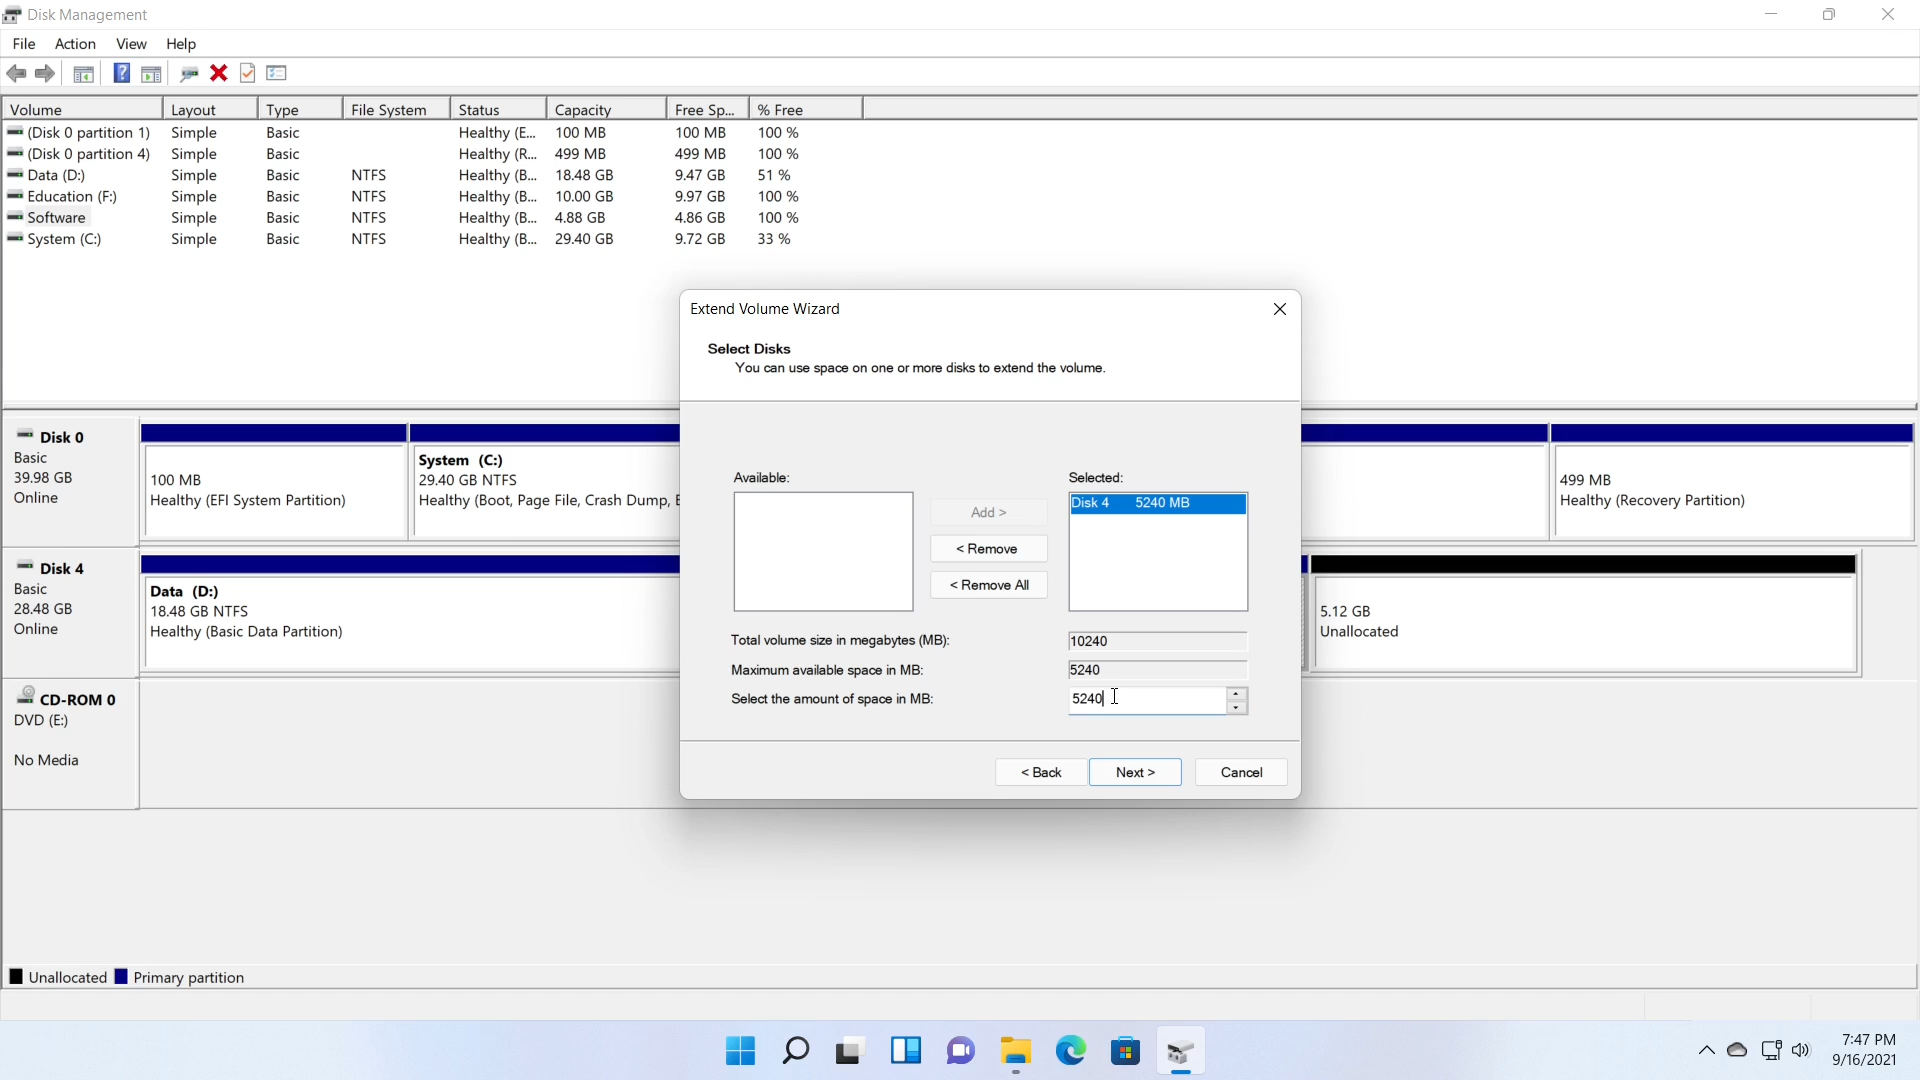 Disk Management
File Action View Help
Volume Layout Type File System Status Capacity Free Sp... % Free
(Disk 0 partition 1) Simple Basic Healthy (E... 100 MB 100 MB 100 %
(Disk 0 partition 4) Simple Basic Healthy (R... 499 MB 499 MB 100 %
Data (D:) Simple Basic NTFS Healthy (B... 18.48 GB 9.47 GB 51 %
Education (F:) Simple Basic NTFS Healthy (B... 10.00 GB 9.97 GB 100 %
Software Simple Basic NTFS Healthy (B... 4.88 GB 4.86 GB 100 %
System (C:) Simple Basic NTFS Healthy (B... 29.40 GB 9.72 GB 33 %
Extend Volume Wizard
Select Disks
You can use space on one or more disks to extend the volume.
Available:
Selected:
Disk 4 5240 MB
Add >
< Remove
< Remove All
Total volume size in megabytes (MB): 10240
Maximum available space in MB: 5240
Select the amount of space in MB: 5240
< Back Next > Cancel
Disk 0
Basic
39.98 GB
Online
100 MB
Healthy (EFI System Partition)
System (C:)
29.40 GB NTFS
Healthy (Boot, Page File, Crash Dump,
499 MB
Healthy (Recovery Partition)
Disk 4
Basic
28.48 GB
Online
Data (D:)
18.48 GB NTFS
Healthy (Basic Data Partition)
5.12 GB
Unallocated
CD-ROM 0
DVD (E:)
No Media
Unallocated Primary partition
7:47 PM
9/16/2021